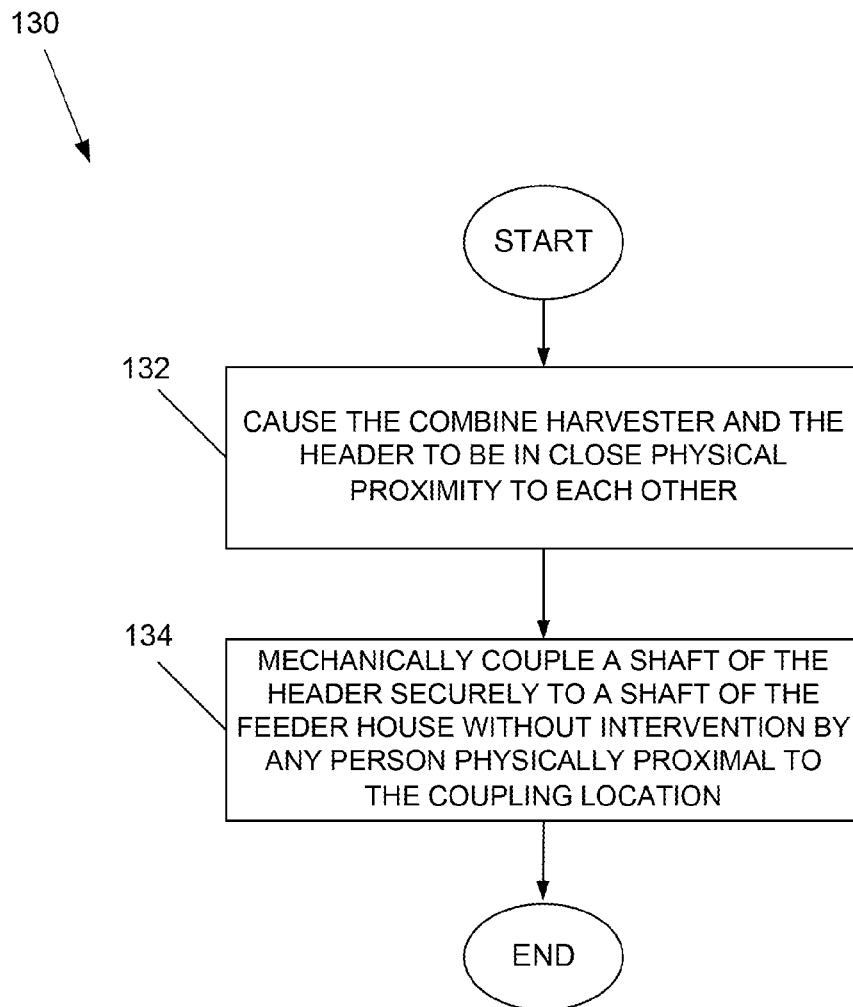 130
START
132
CAUSE THE COMBINE HARVESTER AND THE
HEADER TO BE IN CLOSE PHYSICAL
PROXIMITY TO EACH OTHER
134
MECHANICALLY COUPLE A SHAFT OF THE
HEADER SECURELY TO A SHAFT OF THE
FEEDER HOUSE WITHOUT INTERVENTION BY
ANY PERSON PHYSICALLY PROXIMAL TO
THE COUPLING LOCATION
END